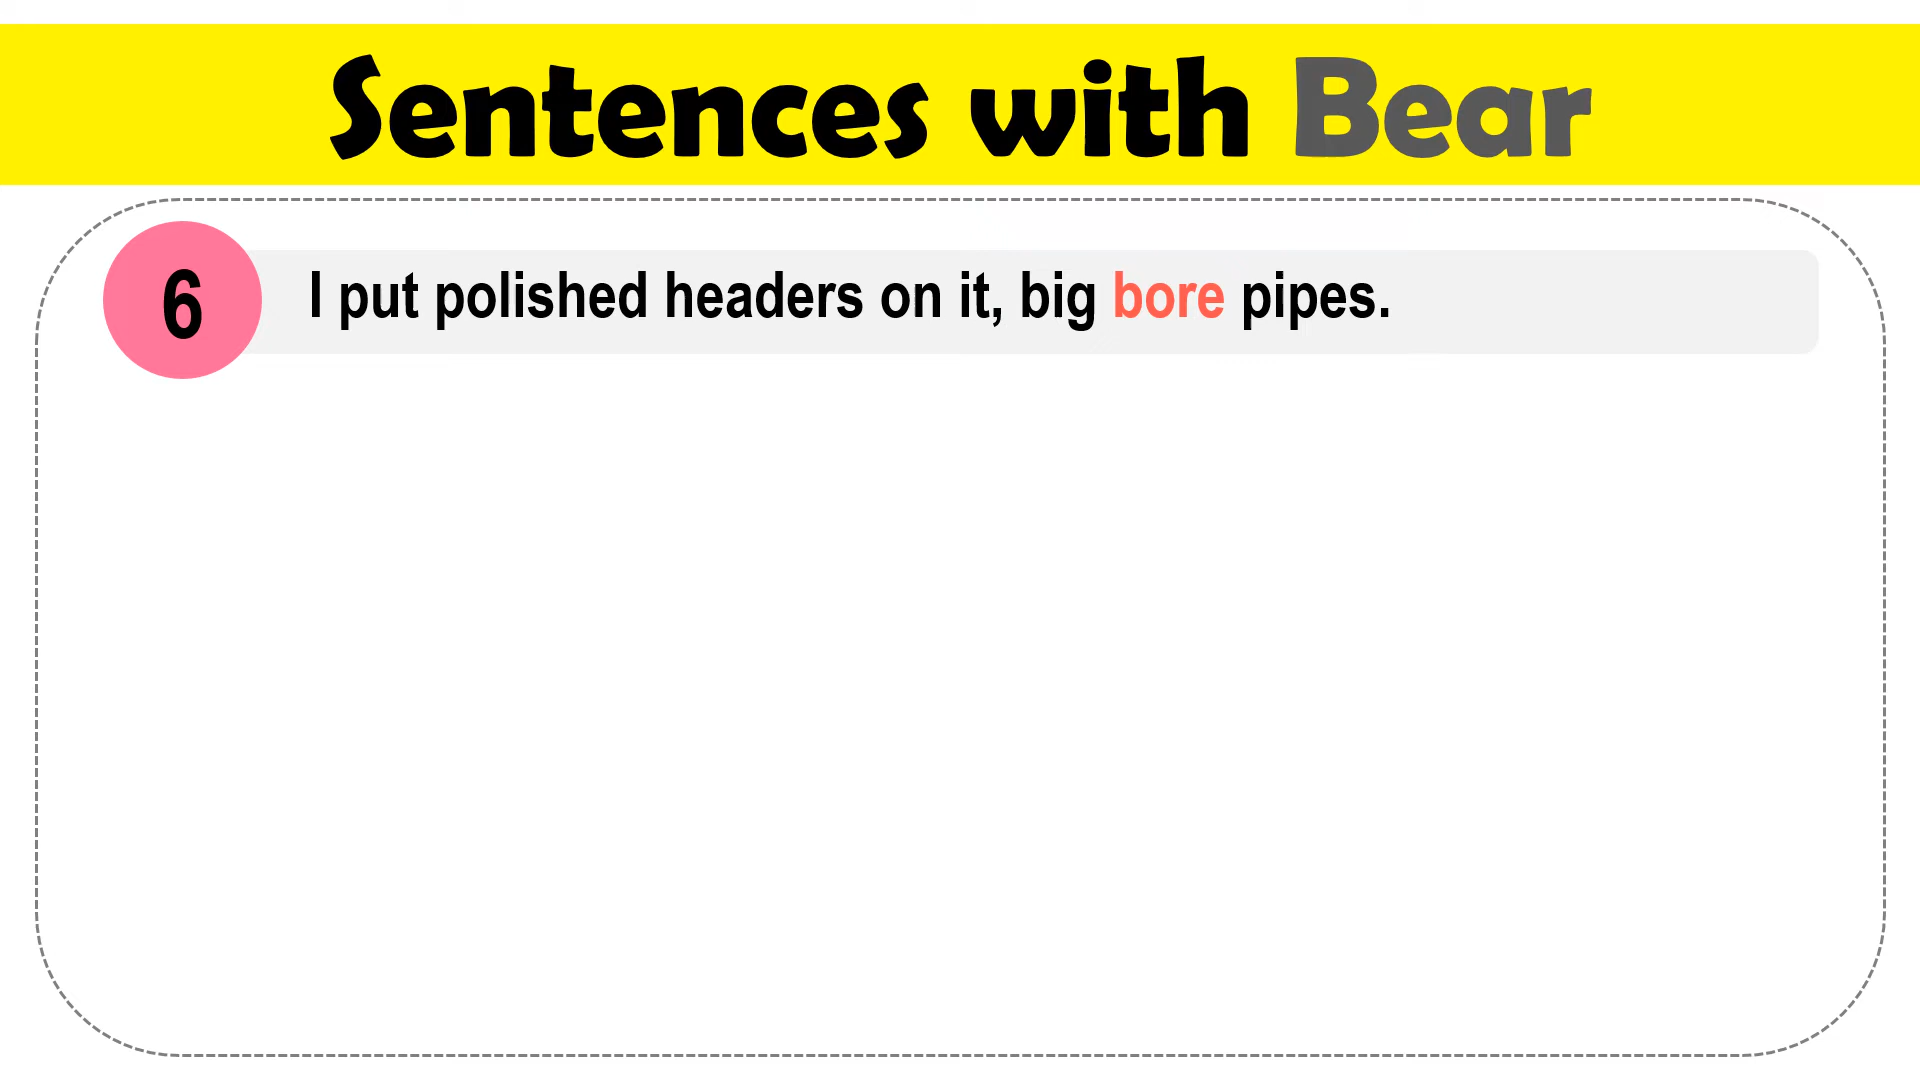 Sentences with Bear
6
I put polished headers on it, big bore pipes.